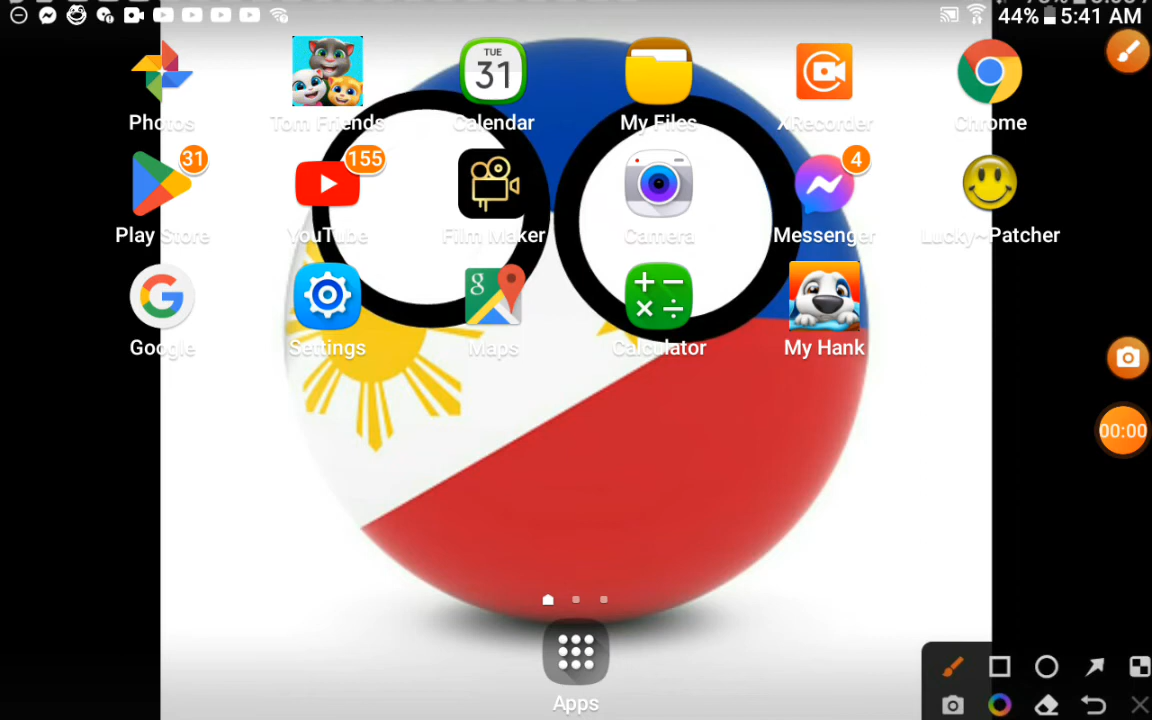 44% 5:41 AM
TUE
31
Photos
Tom Friends
Calendar
My Files
XRecorder
Chrome
31
155
4
Play Store
YouTube
Film Maker
Camera
Messenger
Lucky~Patcher
Google
Settings
g
Maps
Calculator
My Hank
00:00
Apps